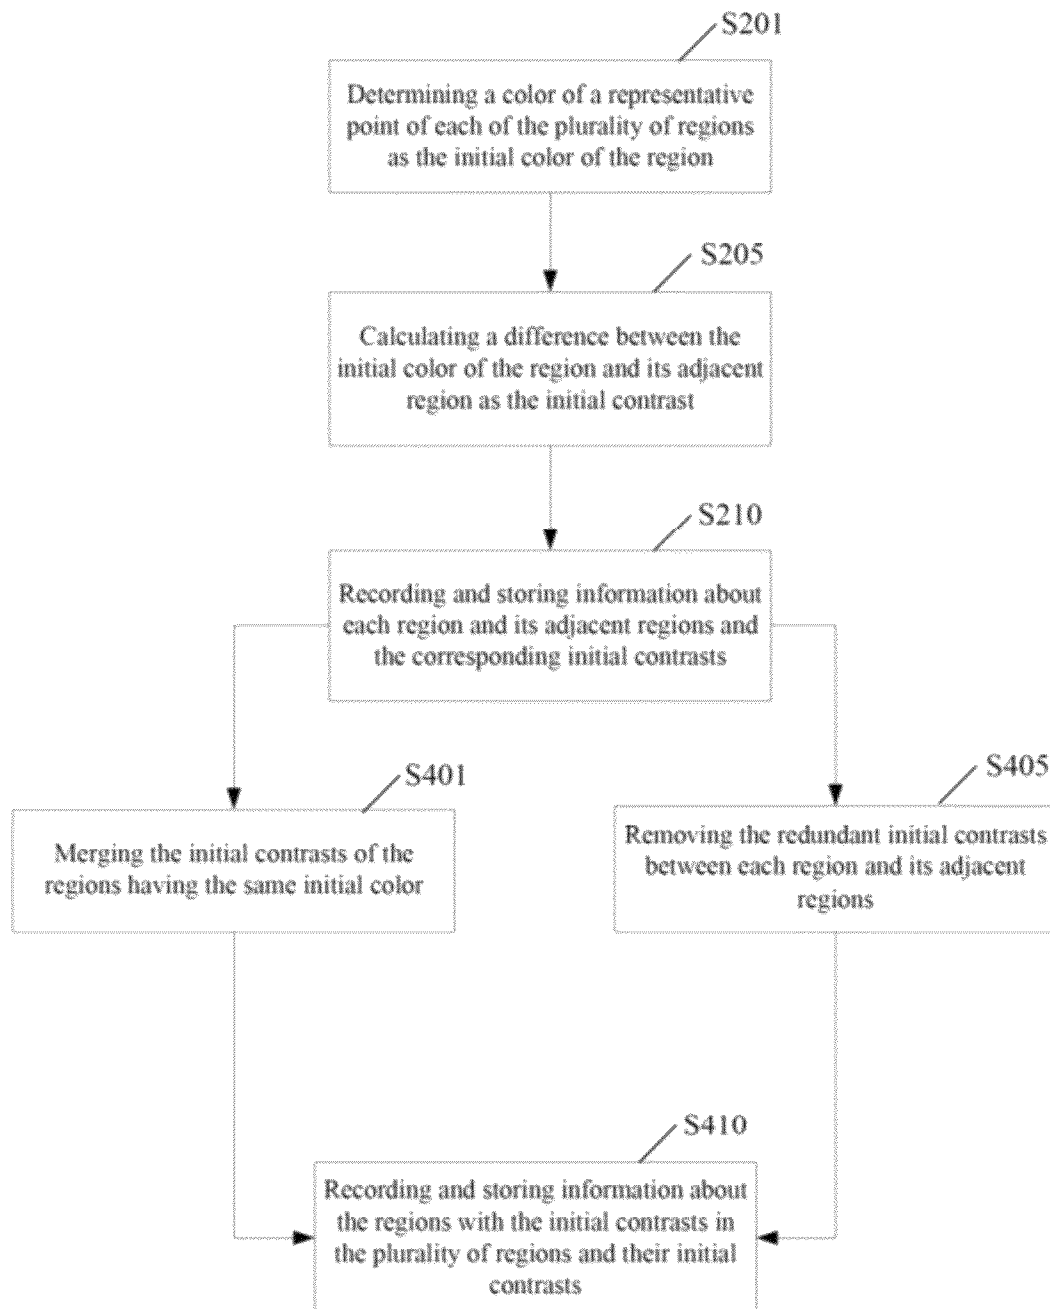 S201
Determining a color of a representative
point of each of the plurality of regions
as the initial color of the region
S205
Calculating a difference between the
initial color of the region and its adjacent
region as the initial contrast
S210
Recording and storing information about
each region and its adjacent regions and
the corresponding initial contrasts
S401
Merging the initial contrasts of the
regions having the same initial color
S405
Removing the redundant initial contrasts
between each region and its adjacent
regions
S410
Recording and storing information about
the regions with the initial contrasts in
the plurality of regions and their initial
contrasts